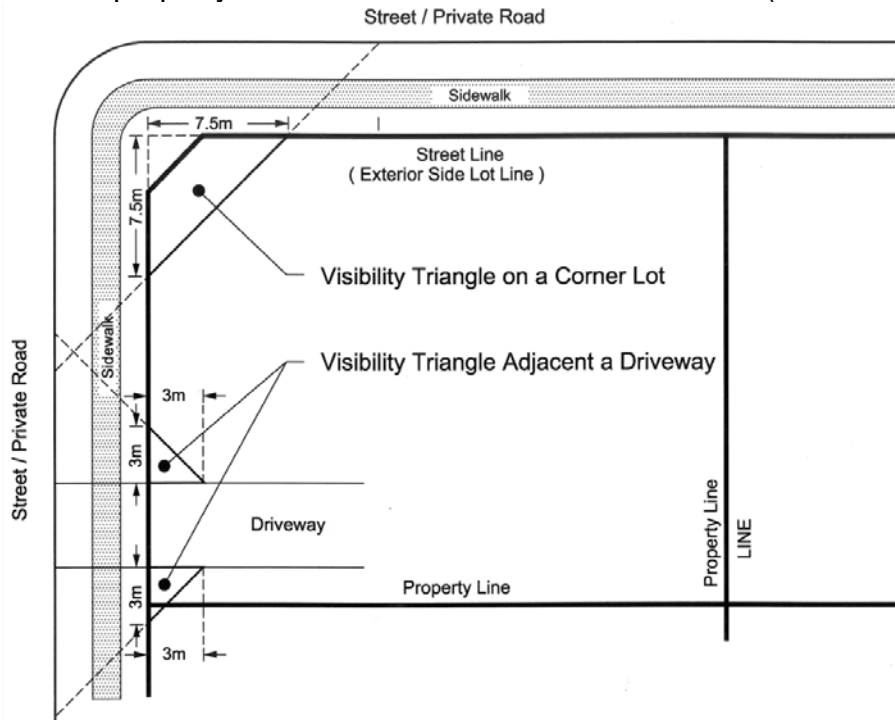 Street / Private Road
Sidewalk
7.5m
Street Line
( Exterior Side Lot Line )
7.5m
Visibility Triangle on a Corner Lot
Sidewalk
Visibility Triangle Adjacent a Driveway
3m
Street / Private Road
3m
Driveway
Property Line
LINE
Property Line
3m
3m